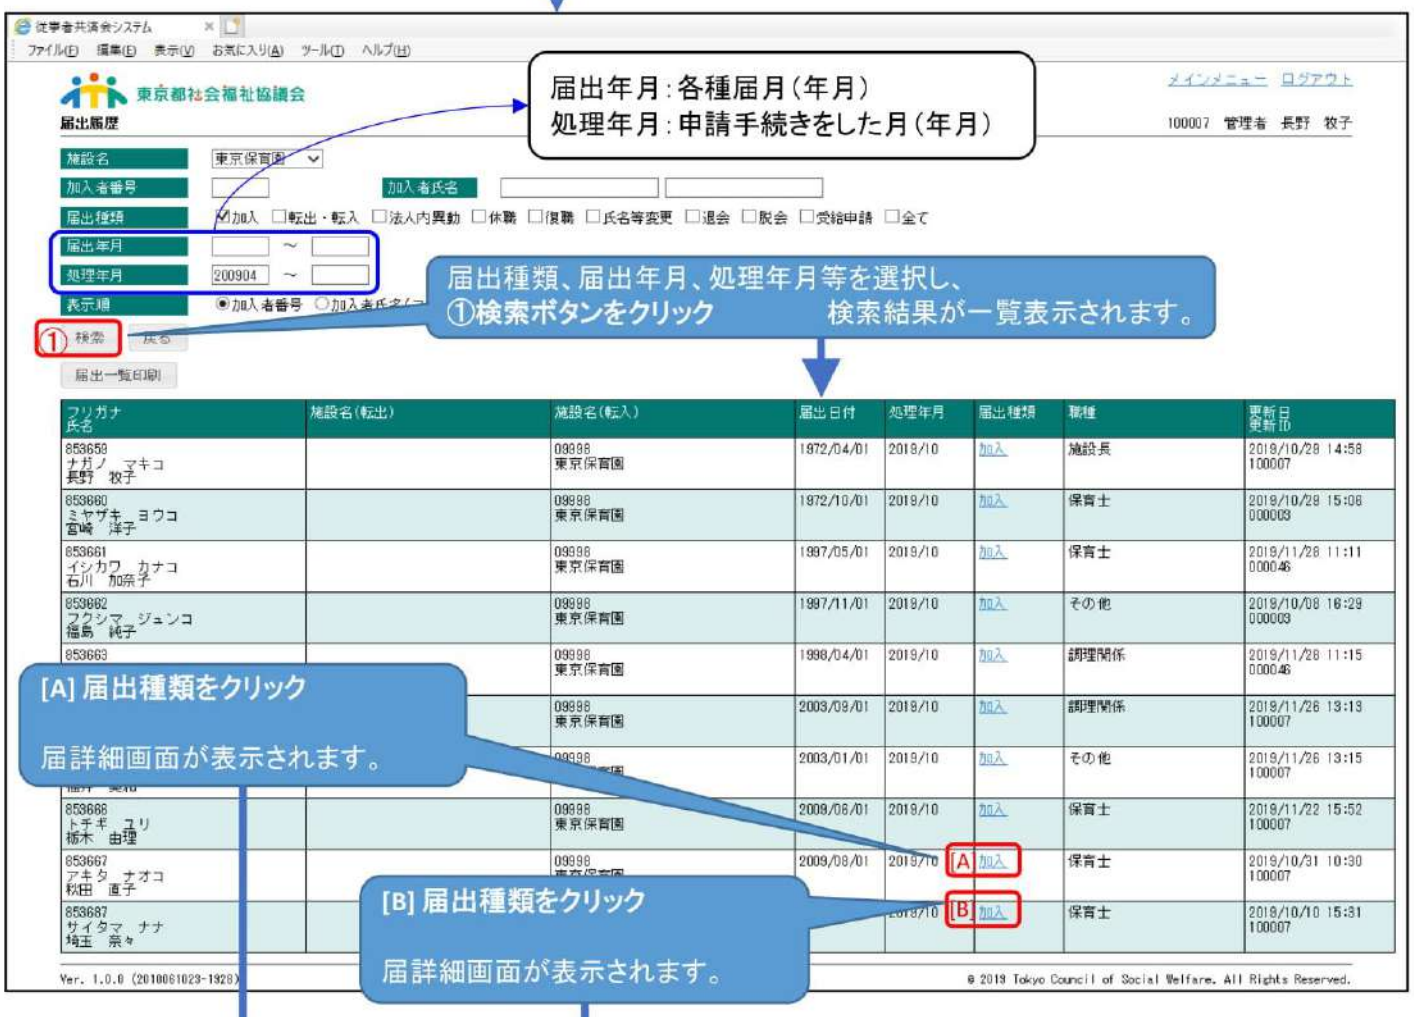 従事者共済会システム
ファイル(F) 編集(E) 表示(V) お気に入り(A) ツール(T) ヘルプ(H)
東京都社会福祉協議会
届出年月:各種届月(年月)
処理年月:申請手続きをした月(年月)
メインメニュー ログアウト
届出履歴
100007 管理者 長野 牧子
施設名 東京保育園
加入者番号 加入者氏名
届出種類 加入 転出・転入 法人内異動 休職 復職 氏名等変更 退会 脱会 受給申請 全て
届出年月 ～
処理年月 200904 ～
表示順 加入者番号 加入者氏名
届出種類、届出年月、処理年月等を選択し、
①検索ボタンをクリック 検索結果が一覧表示されます。
① 検索 戻る
届出一覧印刷
フリガナ 施設名(転出) 施設名(転入) 届出日付 処理年月 届出種類 職種 更新日
氏名 更新ID
853659 09998 1972/04/01 2019/10 加入 施設長 2019/10/29 14:58
ナガノ マキコ 東京保育園 100007
長野 牧子
853660 09998 1972/10/01 2019/10 加入 保育士 2019/10/28 15:06
ミヤザキ ヨウコ 東京保育園 000003
宮崎 洋子
853661 09998 1997/05/01 2019/10 加入 保育士 2019/11/28 11:11
イシカワ カナコ 東京保育園 000046
石川 加奈子
853662 09998 1997/11/01 2019/10 加入 その他 2019/10/08 16:29
フクシマ ジュンコ 東京保育園 000003
福島 純子
853663 09998 1998/04/01 2019/10 加入 調理関係 2019/11/28 11:15
東京保育園 000046
[A] 届出種類をクリック
09998 2003/09/01 2019/10 加入 調理関係 2019/11/26 13:13
東京保育園 100007
届詳細画面が表示されます。
09998 2003/01/01 2019/10 加入 その他 2019/11/26 13:15
100007
853668 09998 2009/06/01 2019/10 加入 保育士 2019/11/22 15:52
トチギ ユリ 東京保育園 100007
栃木 由理
853667 09998 2009/08/01 2019/10 [A] 加入 保育士 2019/10/31 10:30
アキタ ナオコ 東京保育園 100007
秋田 直子
[B] 届出種類をクリック
853687 2019/10 [B] 加入 保育士 2019/10/10 15:31
サイタマ ナナ 100007
埼玉 奈々
届詳細画面が表示されます。
Ver. 1.0.0 (2010061023-1928) © 2019 Tokyo Council of Social Welfare. All Rights Reserved.